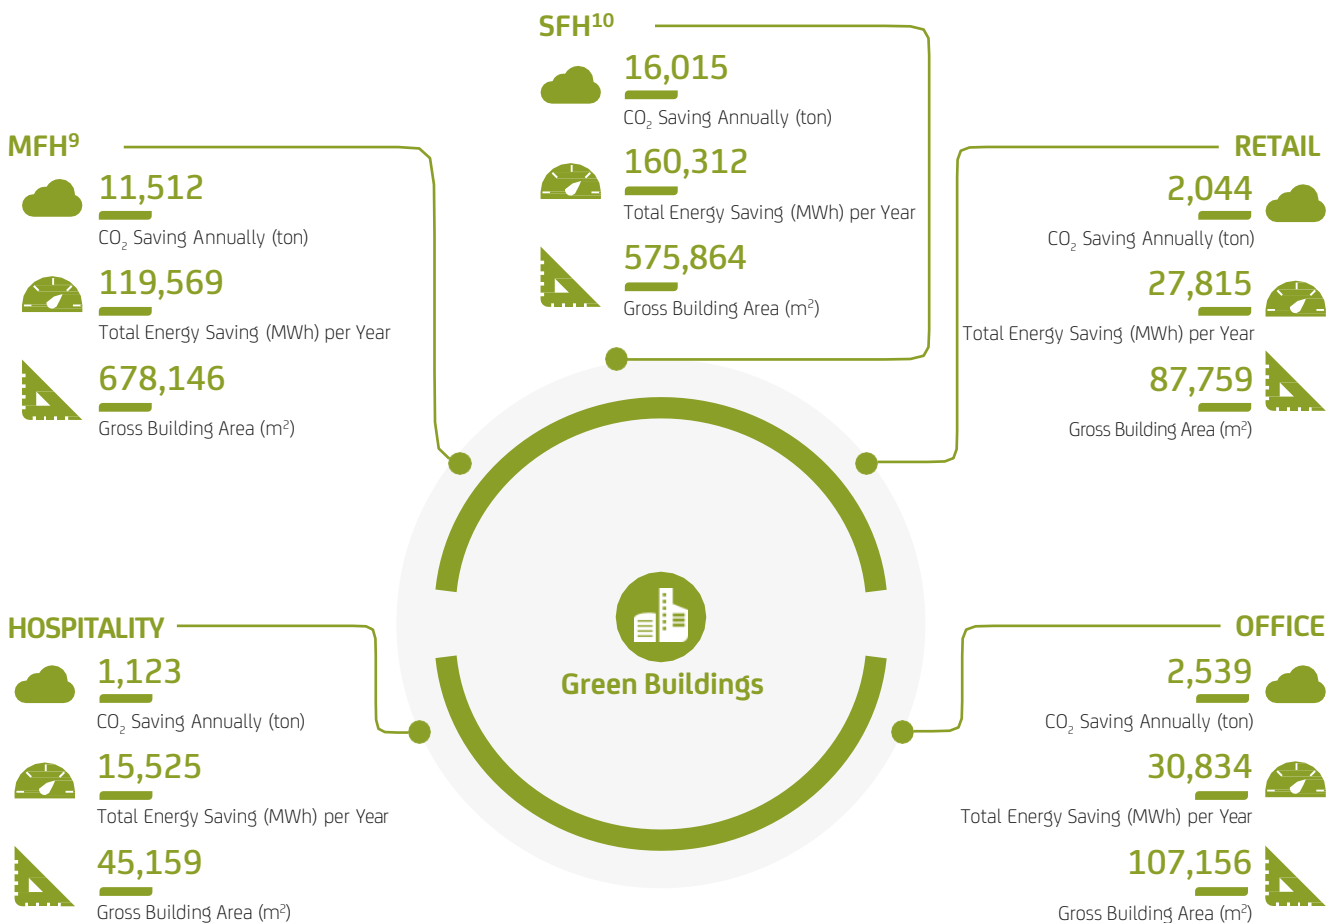 SFH¹⁰
16,015
CO₂ Saving Annually (ton)
160,312
Total Energy Saving (MWh) per Year
575,864
Gross Building Area (m²)
MFH⁹
11,512
CO₂ Saving Annually (ton)
119,569
Total Energy Saving (MWh) per Year
678,146
Gross Building Area (m²)
RETAIL
2,044
CO₂ Saving Annually (ton)
27,815
Total Energy Saving (MWh) per Year
87,759
Gross Building Area (m²)
Green Buildings
HOSPITALITY
1,123
CO₂ Saving Annually (ton)
15,525
Total Energy Saving (MWh) per Year
45,159
Gross Building Area (m²)
OFFICE
2,539
CO₂ Saving Annually (ton)
30,834
Total Energy Saving (MWh) per Year
107,156
Gross Building Area (m²)